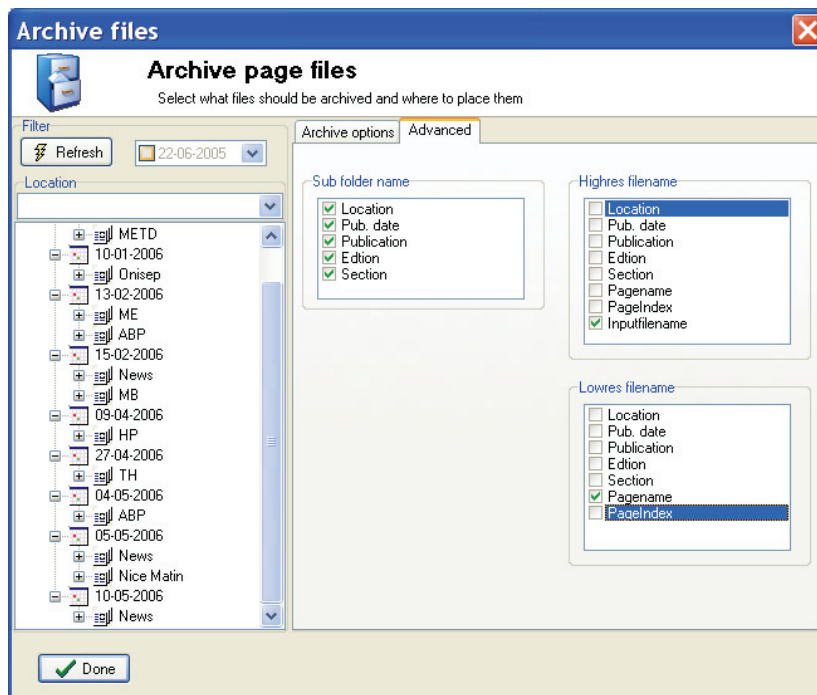 Archive files
Archive page files
Select what files should be archived and where to place them
Filter
Refresh
22-06-2005
Location
METD
10-01-2006
Onisep
13-02-2006
ME
ABP
15-02-2006
News
MB
09-04-2006
HP
27-04-2006
TH
04-05-2006
ABP
05-05-2006
News
Nice Matin
10-05-2006
News
Archive options
Advanced
Sub folder name
Location
Pub. date
Publication
Edtion
Section
Highres filename
Location
Pub. date
Publication
Edtion
Section
Pagename
PageIndex
Inputfilename
Lowres filename
Location
Pub. date
Publication
Edtion
Section
Pagename
PageIndex
Done